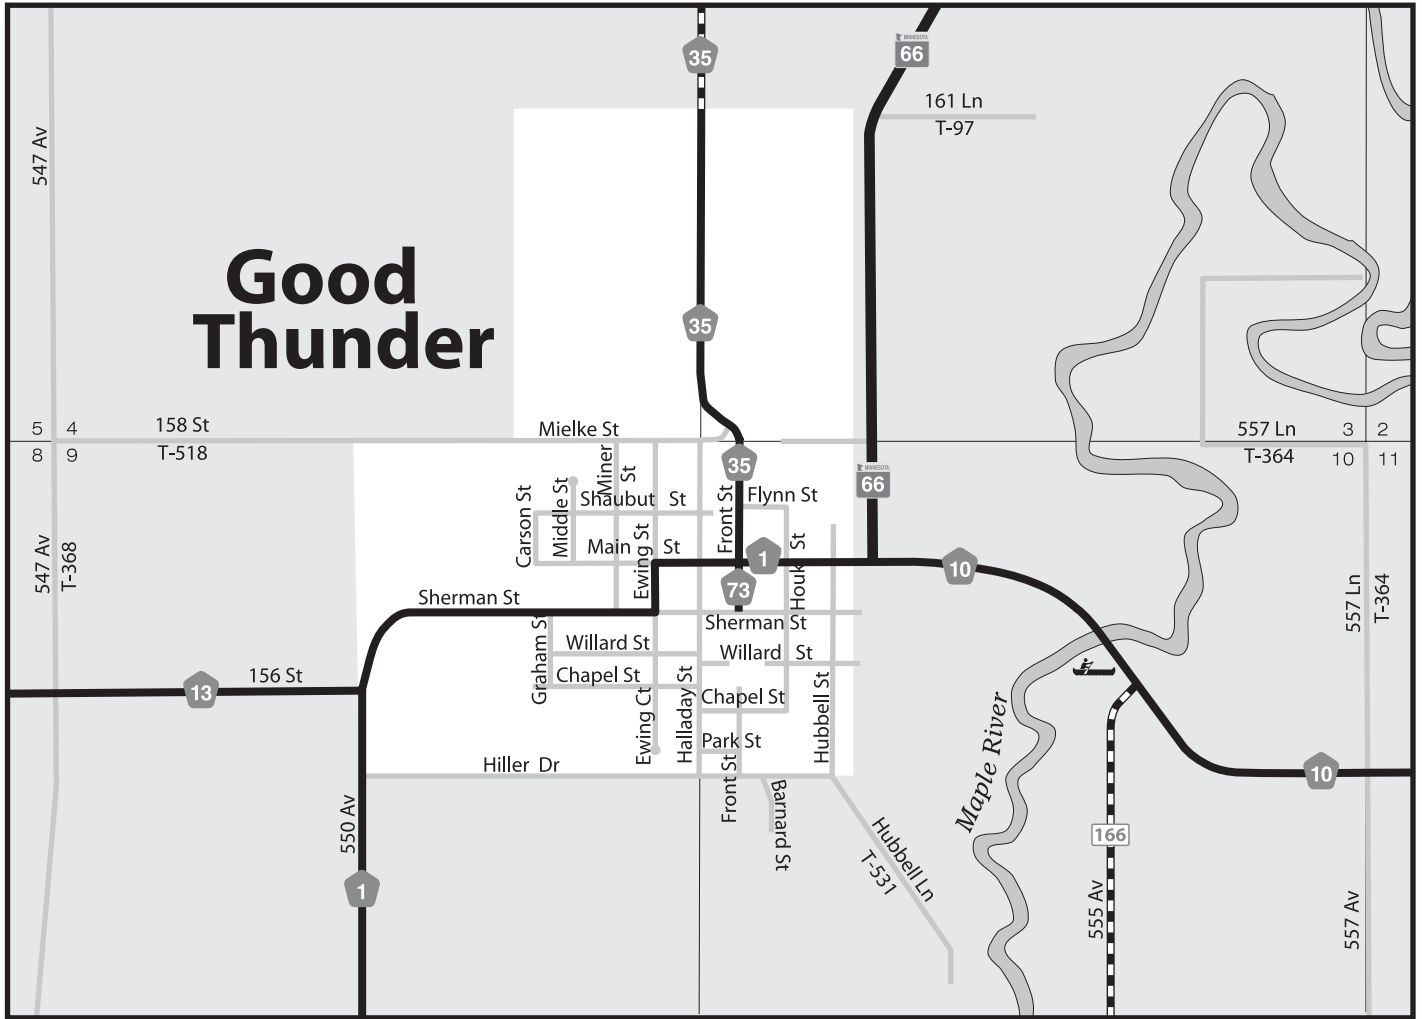 35
MINNESOTA
66
161 Ln
T-97
547 Av
Good
Thunder
35
5 4
8 9
158 St
T-518
Mielke St
557 Ln
T-364
3 2
10 11
35
MINNESOTA
66
Miner St
Carson St
Middle St
Shaubut St
Flynn St
Front St
Main St
Ewing St
1
Houk St
10
73
547 Av
T-368
557 Ln
T-364
Sherman St
Sherman St
Graham St
Willard St
Willard St
Chapel St
156 St
13
Chapel St
Ewing Ct
Halladay St
Hubbell St
Park St
Front St
Hiller Dr
Barnard St
Maple River
10
550 Av
1
Hubbell Ln
T-531
166
555 Av
557 Av